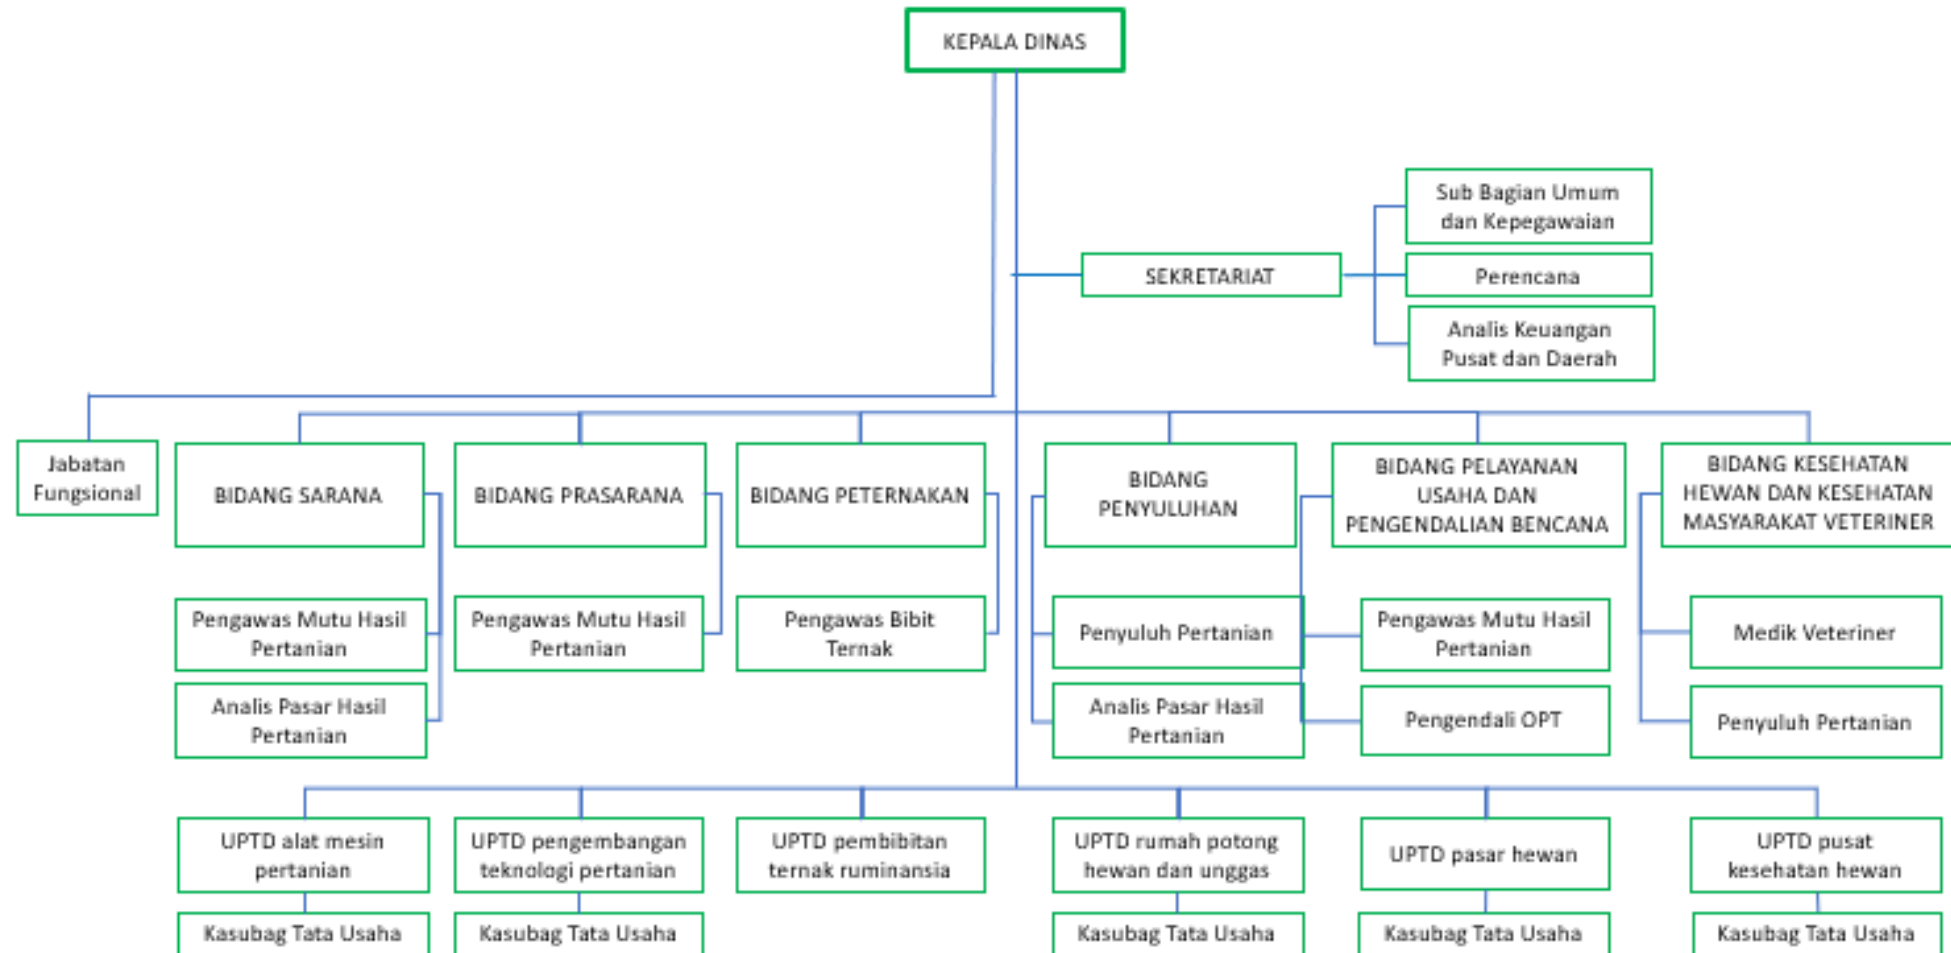 KEPALA DINAS
Sub Bagian Umum
dan Kepegawaian
SEKRETARIAT
Perencana
Analis Keuangan
Pusat dan Daerah
Jabatan
Fungsional
BIDANG SARANA
BIDANG PRASARANA
BIDANG PETERNAKAN
BIDANG
PENYULUHAN
BIDANG PELAYANAN
USAHA DAN
PENGENDALIAN BENCANA
BIDANG KESEHATAN
HEWAN DAN KESEHATAN
MASYARAKAT VETERINER
Pengawas Mutu Hasil
Pertanian
Pengawas Mutu Hasil
Pertanian
Pengawas Bibit
Ternak
Penyuluh Pertanian
Pengawas Mutu Hasil
Pertanian
Medik Veteriner
Analis Pasar Hasil
Pertanian
Analis Pasar Hasil
Pertanian
Pengendali OPT
Penyuluh Pertanian
UPTD alat mesin
pertanian
UPTD pengembangan
teknologi pertanian
UPTD pembibitan
ternak ruminansia
UPTD rumah potong
hewan dan unggas
UPTD pasar hewan
UPTD pusat
kesehatan hewan
Kasubag Tata Usaha
Kasubag Tata Usaha
Kasubag Tata Usaha
Kasubag Tata Usaha
Kasubag Tata Usaha